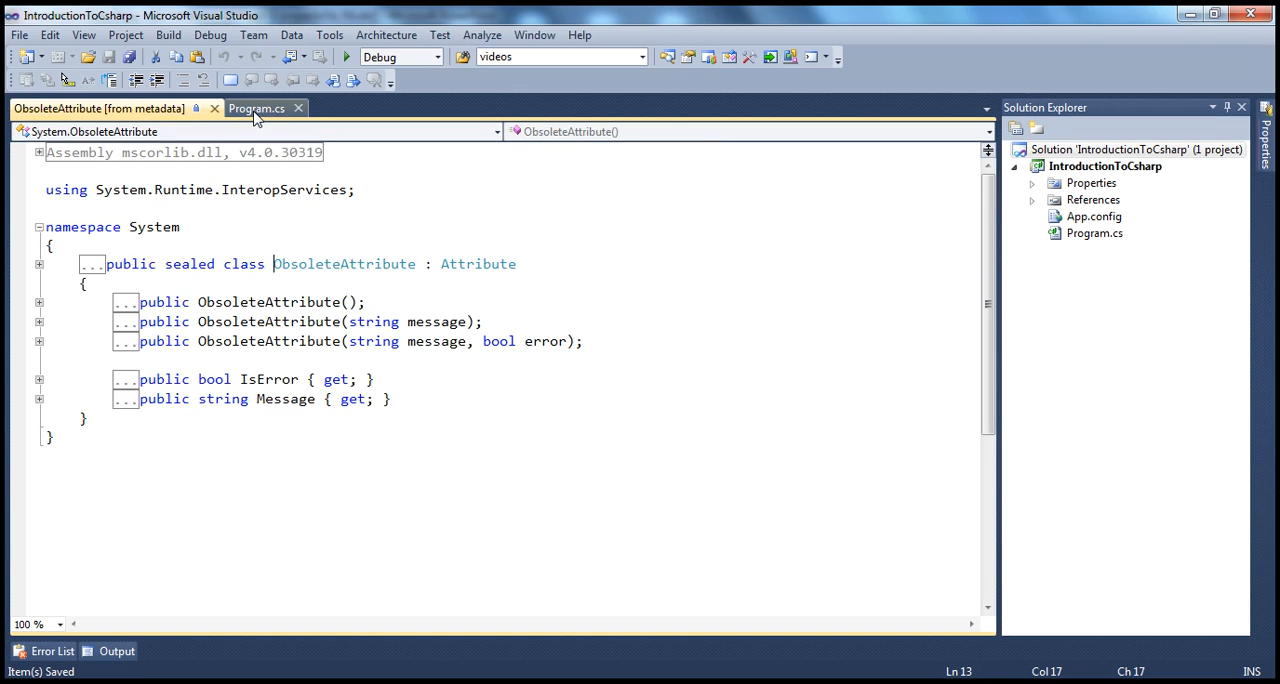 IntroductionToCsharp - Microsoft Visual Studio
File Edit View Project Build Debug Team Data Tools Architecture Test Analyze Window Help
Debug videos
ObsoleteAttribute [from metadata] Program.cs
System.ObsoleteAttribute ObsoleteAttribute()
Assembly mscorlib.dll, v4.0.30319
using System.Runtime.InteropServices;
namespace System
{
...public sealed class ObsoleteAttribute : Attribute
{
...public ObsoleteAttribute();
...public ObsoleteAttribute(string message);
...public ObsoleteAttribute(string message, bool error);
...public bool IsError { get; }
...public string Message { get; }
}
}
100 %
Solution Explorer
Solution 'IntroductionToCsharp' (1 project)
IntroductionToCsharp
Properties
References
App.config
Program.cs
Properties
Error List Output
Item(s) Saved Ln 13 Col 17 Ch 17 INS